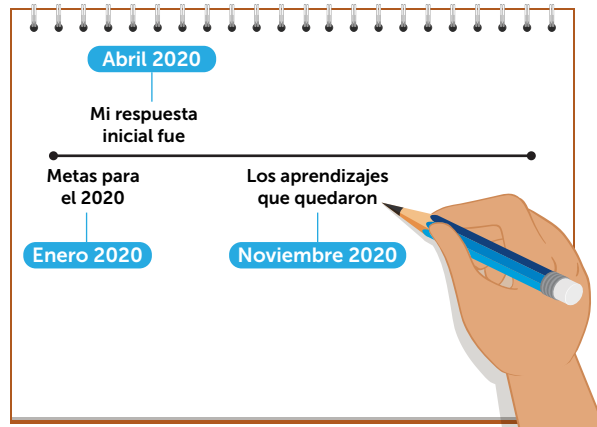 Abril 2020
Mi respuesta
inicial fue
Metas para
el 2020
Los aprendizajes
que quedaron
Enero 2020
Noviembre 2020